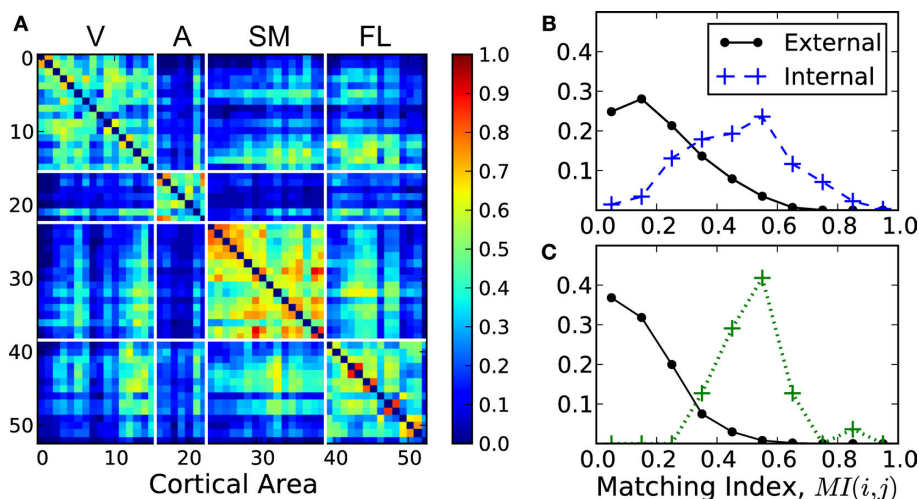 A
V A SM FL
0
10
20
30
40
50
0 10 20 30 40 50
Cortical Area
1.0
0.9
0.8
0.7
0.6
0.5
0.4
0.3
0.2
0.1
0.0
B
0.4
0.3
0.2
0.1
External
Internal
0.0 0.2 0.4 0.6 0.8 1.0
C
0.4
0.3
0.2
0.1
0.0 0.2 0.4 0.6 0.8 1.0
Matching Index, MI(i,j)